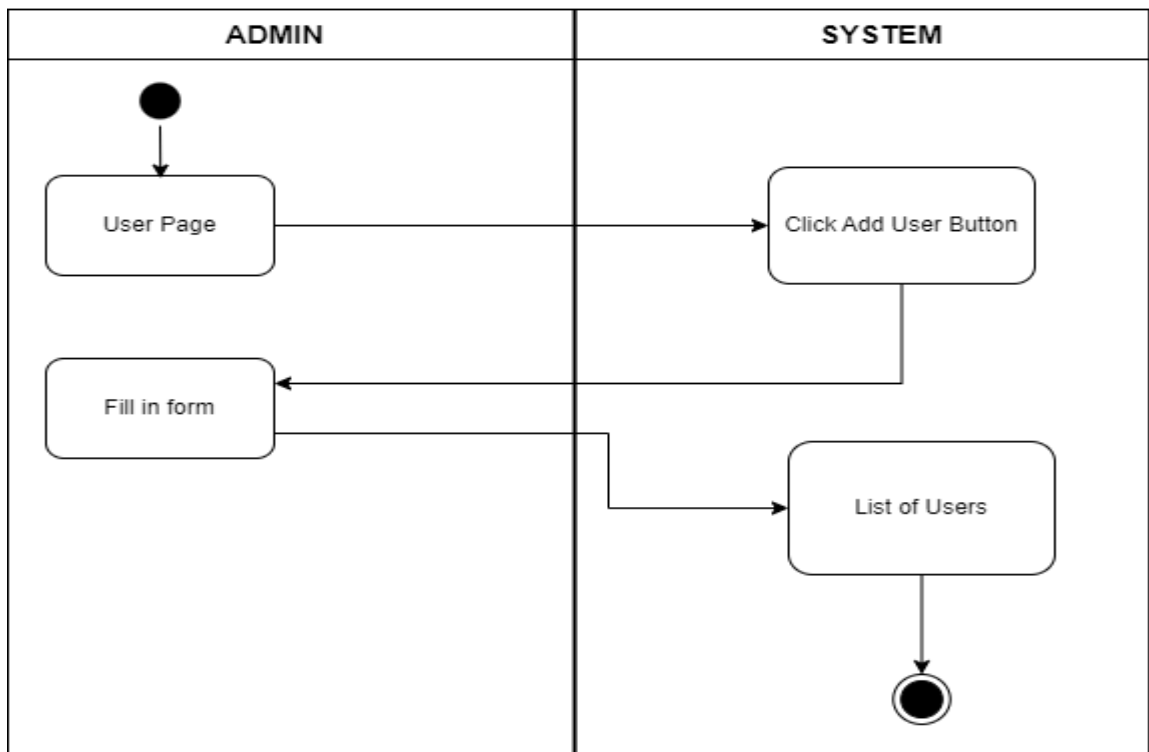 ADMIN
SYSTEM
User Page
Click Add User Button
Fill in form
List of Users